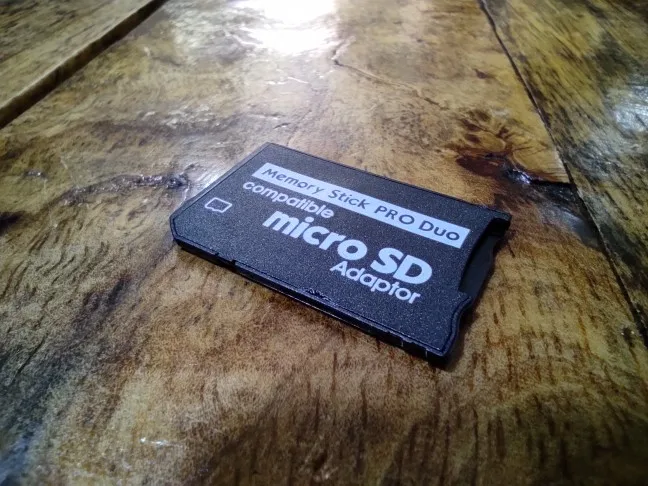 Memory Stick PRO Duo
compatible
micro SD
Adaptor